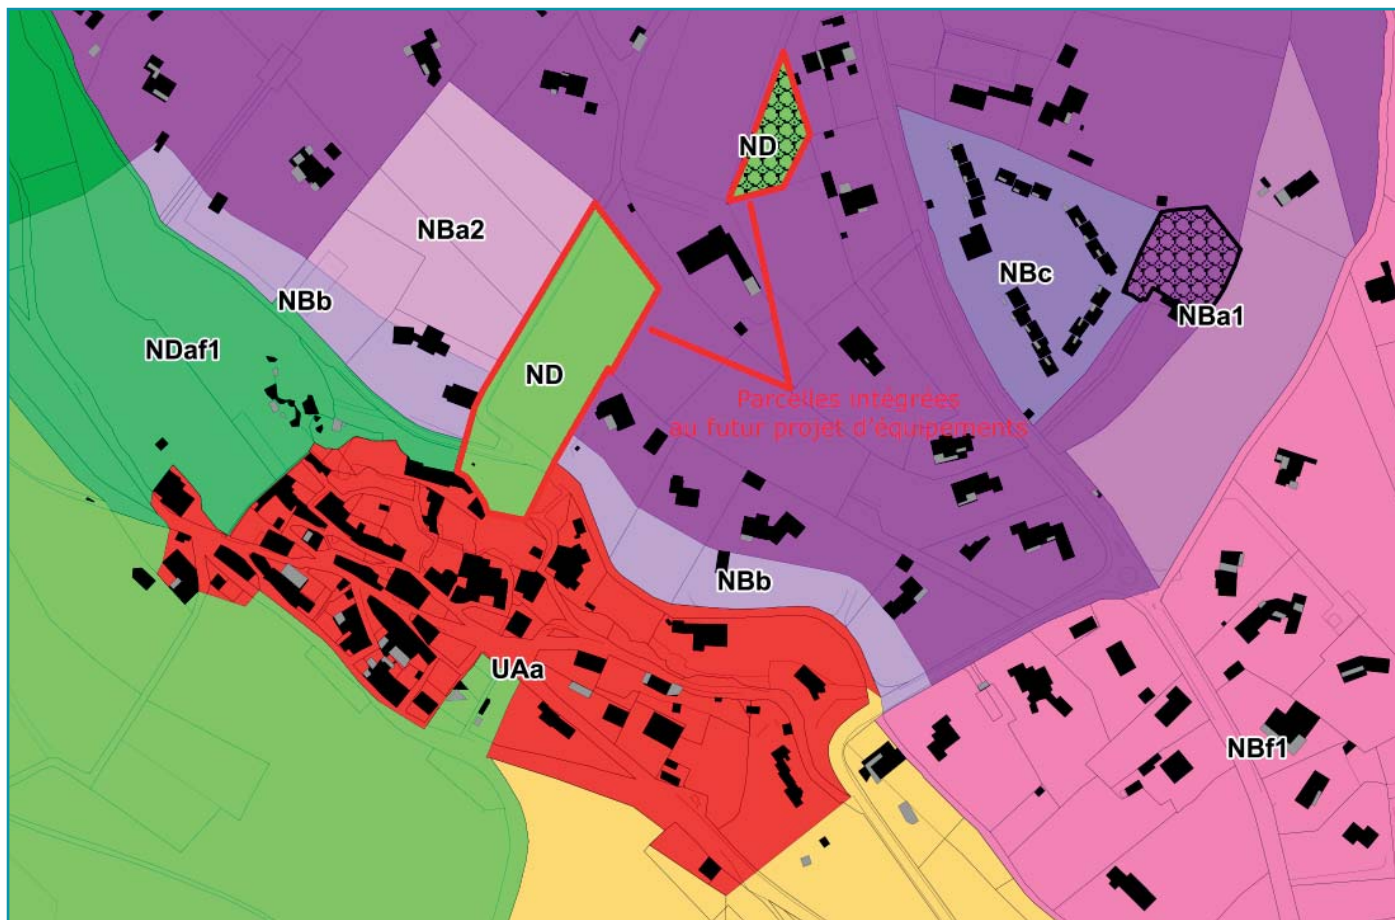 ND
NBa2
NBc
NBb
NBa1
NDaf1
ND
Parcelles intégrées
au futur projet d'équipements
NBb
UAa
NBf1